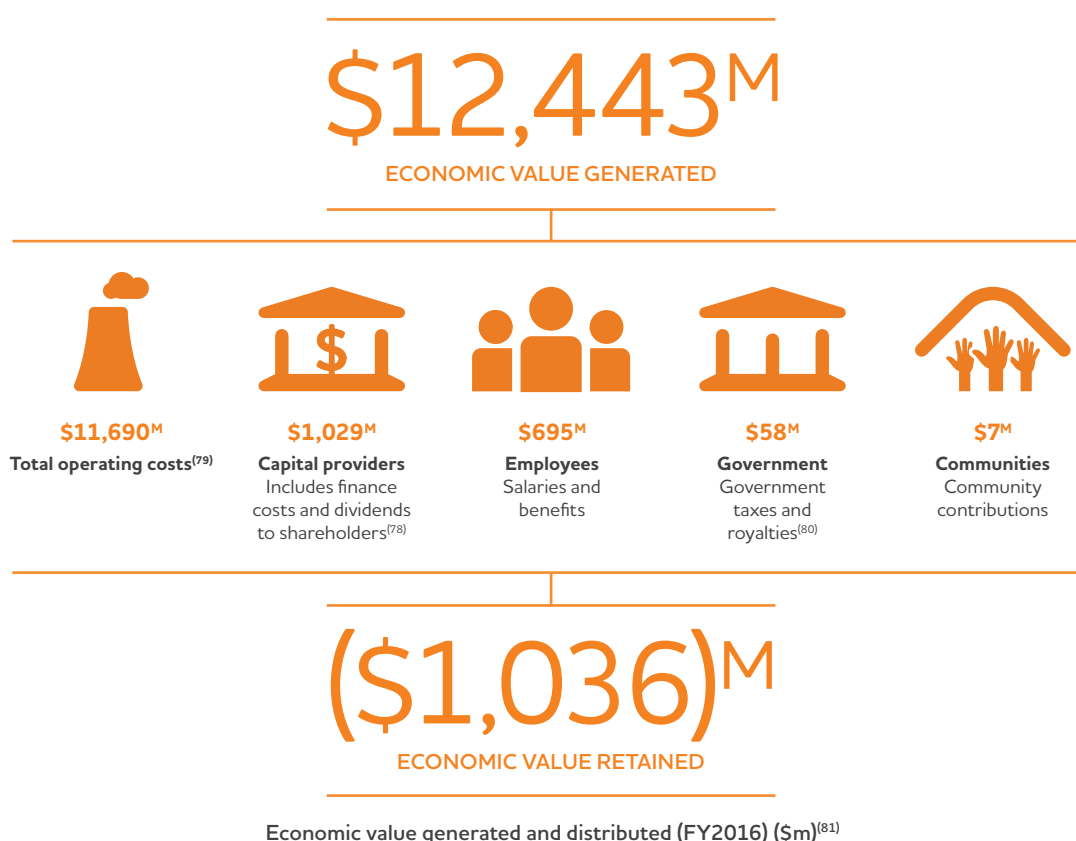 $12,443M
ECONOMIC VALUE GENERATED
$
$11,690M
Total operating costs(79)
$1,029M
Capital providers
Includes finance
costs and dividends
to shareholders(78)
$695M
Employees
Salaries and
benefits
$58M
Government
Government
taxes and
royalties(80)
$7M
Communities
Community
contributions
($1,036)M
ECONOMIC VALUE RETAINED
Economic value generated and distributed (FY2016) ($m)(81)